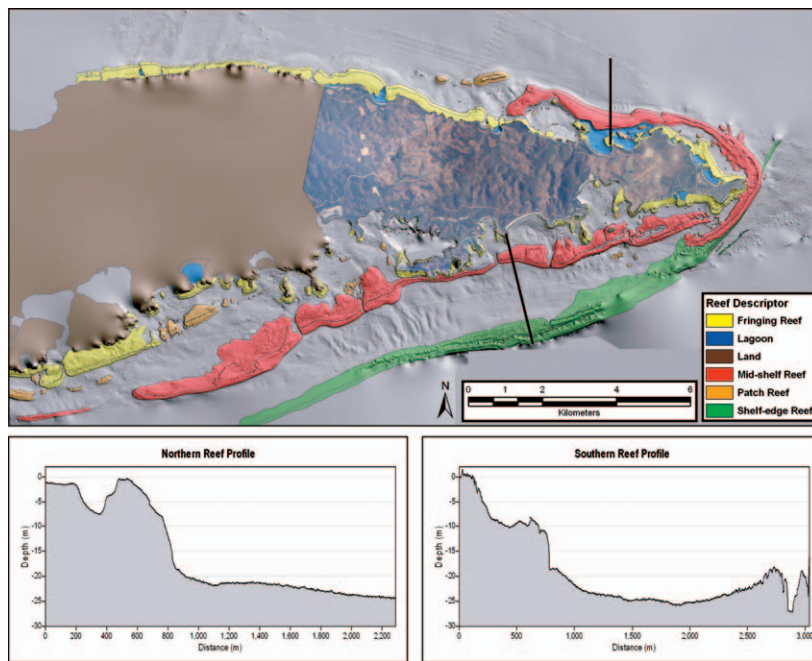 N
0 1 2 4 6
Kilometers
Reef Descriptor
Fringing Reef
Lagoon
Land
Mid-shelf Reef
Patch Reef
Shelf-edge Reef
Northern Reef Profile
Depth (m)
0
-5
-10
-15
-20
-25
-30
0 200 400 600 800 1,000 1,200 1,400 1,600 1,800 2,000 2,200
Distance (m)
Southern Reef Profile
Depth (m)
0
-5
-10
-15
-20
-25
-30
0 500 1,000 1,500 2,000 2,500 3,000
Distance (m)